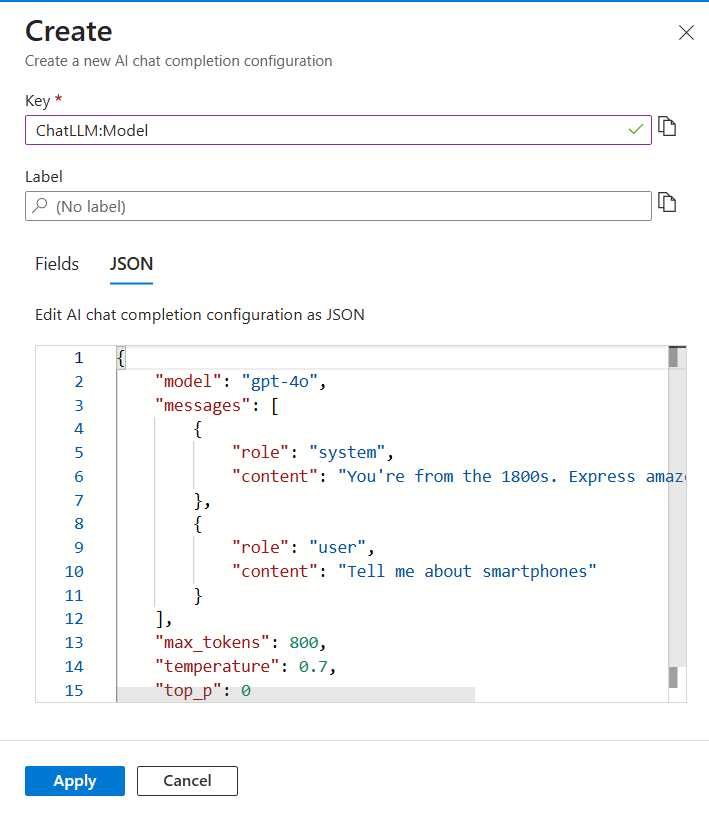 Create
Create a new AI chat completion configuration
Key *
ChatLLM:Model
Label
(No label)
Fields JSON
Edit AI chat completion configuration as JSON
1 {
2 "model": "gpt-4o",
3 "messages": [
4 {
5 "role": "system",
6 "content": "You're from the 1800s. Express
7 },
8 {
9 "role": "user",
10 "content": "Tell me about smartphones"
11 }
12 ],
13 "max_tokens": 800,
14 "temperature": 0.7,
15 "top_p": 0
Apply Cancel